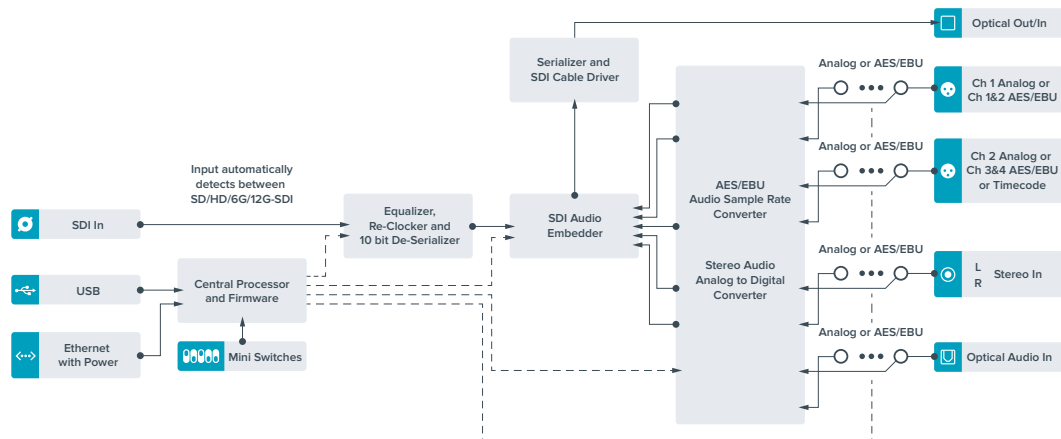 Optical Out/In
Serializer and
SDI Cable Driver
Analog or AES/EBU
Ch 1 Analog or
Ch 1&2 AES/EBU
Analog or AES/EBU
Ch 2 Analog or
Ch 3&4 AES/EBU
or Timecode
Input automatically
detects between
SD/HD/6G/12G-SDI
AES/EBU
Audio Sample Rate
Converter
SDI In
Equalizer,
Re-Clocker and
10 bit De-Serializer
SDI Audio
Embedder
Analog or AES/EBU
L
R
Stereo In
Stereo Audio
Analog to Digital
Converter
USB
Central Processor
and Firmware
Analog or AES/EBU
Ethernet
with Power
Mini Switches
Optical Audio In